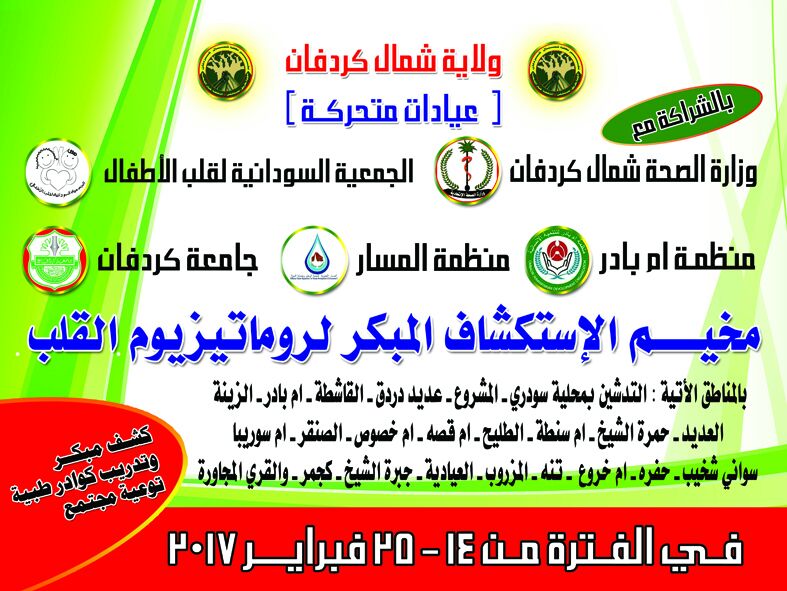 ولاية شمال كردفان
[ عيادات متحركة ]
بالشراكة مع
وزارة الصحة شمال كردفان
الجمعية السودانية لقلب الأطفال
منظمة ام بادر
منظمة المسار
جامعة كردفان
مخيم الإستكشاف المبكر لروماتيزيوم القلب
بالمناطق الأتية : التدشين بمحلية سودري ـ المشروع ـ عديد دردق ـ القاشطة ـ ام بادر ـ الزينة
العديد ـ حمرة الشيخ ـ ام سنطة ـ الطليح ـ ام قصه ـ ام خصوص ـ الصنقر ـ ام سوريبا
سواني شخيب ـ حفره ـ ام خروع ـ تنه ـ المزروب ـ العيادية ـ جبرة الشيخ ـ كجمر ـ والقري المجاورة
كشف مبكر
وتدريب كوادر طبية
توعية مجتمع
في الفترة من ١٤ - ٢٥ فبراير ٢٠١٧